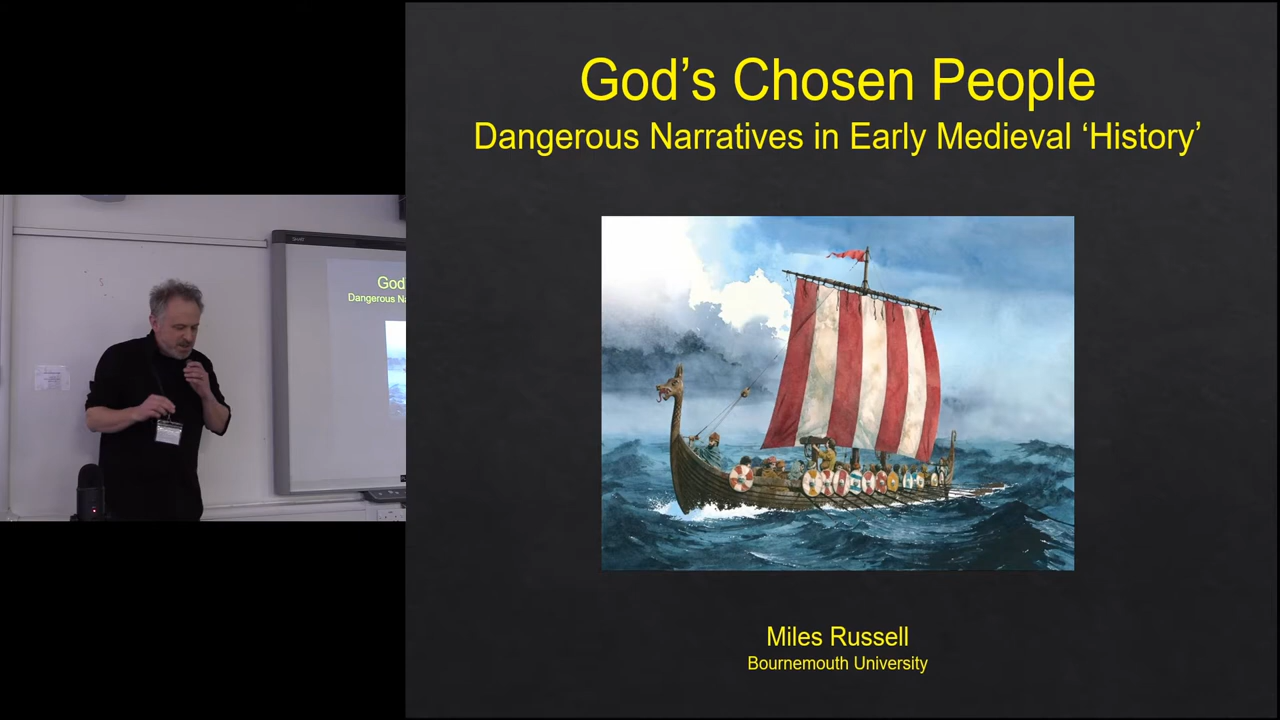 God’s Chosen People
Dangerous Narratives in Early Medieval ‘History’
Miles Russell
Bournemouth University
God
Dangerous Na